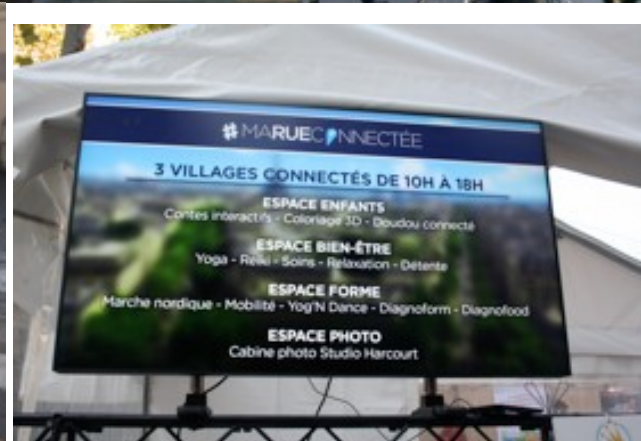 #MARUECONNECTÉE
3 VILLAGES CONNECTÉS DE 10H À 18H
ESPACE ENFANTS
Contes interactifs - Coloriage 3D - Doudou connecté
ESPACE BIEN-ÊTRE
Yoga - Reiki - Soins - Relaxation - Détente
ESPACE FORME
Marche nordique - Mobilité - Yog'N Dance - Diagnoform - Diagnofood
ESPACE PHOTO
Cabine photo Studio Harcourt